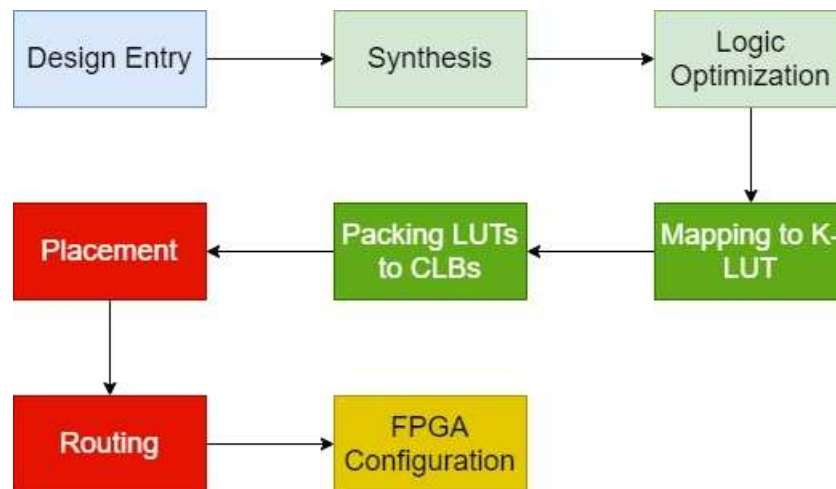 Design Entry
Synthesis
Logic
Optimization
Placement
Packing LUTs
to CLBs
Mapping to K-
LUT
Routing
FPGA
Configuration